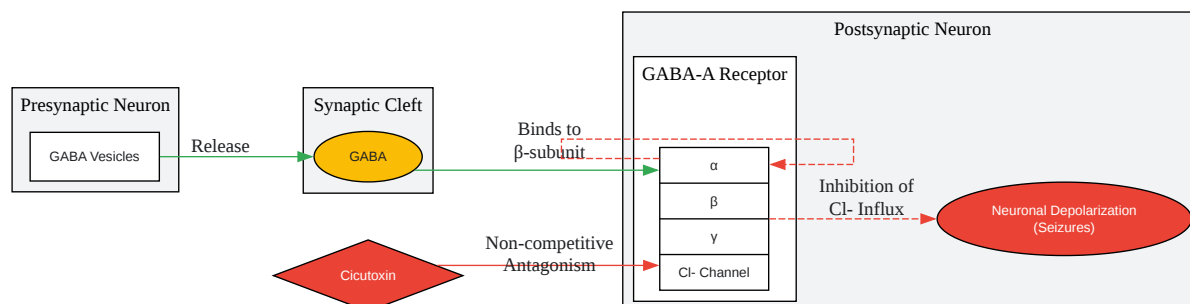 Postsynaptic Neuron
GABA-A Receptor
Presynaptic Neuron
GABA Vesicles
Release
Synaptic Cleft
GABA
Binds to
β-subunit
α
β
γ
Cl- Channel
Inhibition of
Cl- Influx
Neuronal Depolarization
(Seizures)
Non-competitive
Antagonism
Cicutoxin